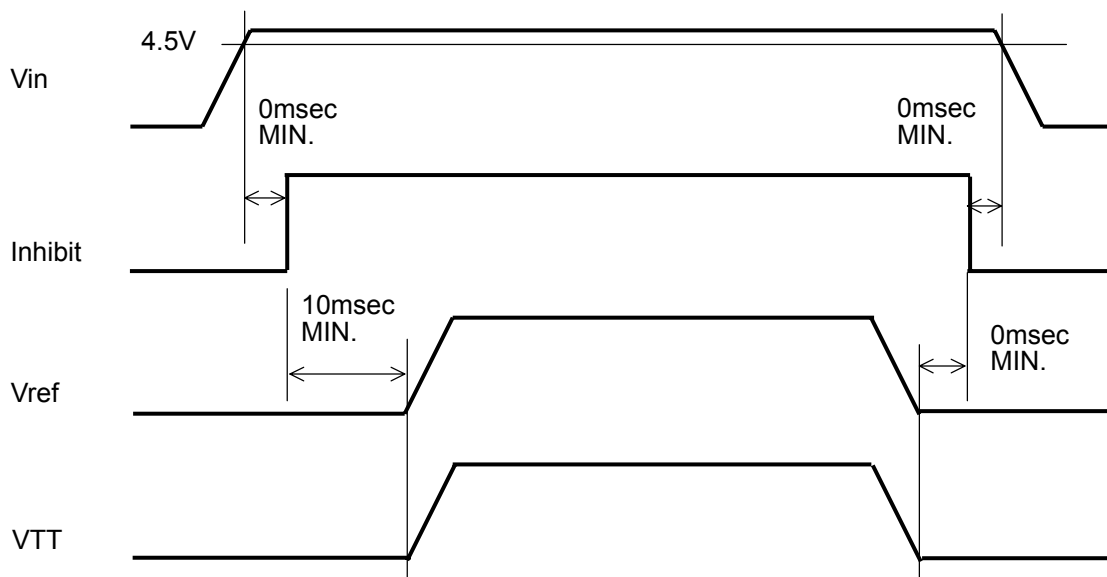 4.5V
Vin
0msec
MIN.
0msec
MIN.
Inhibit
10msec
MIN.
0msec
MIN.
Vref
VTT